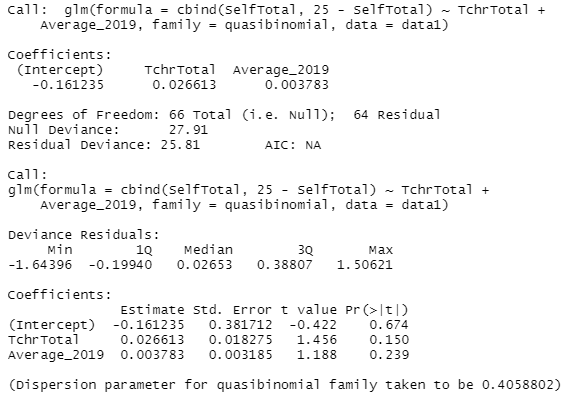 Call:  glm(formula = cbind(SelfTotal, 25 - SelfTotal) ~ TchrTotal +
    Average_2019, family = quasibinomial, data = data1)
Coefficients:
 (Intercept)     TchrTotal  Average_2019
   -0.161235      0.026613      0.003783
Degrees of Freedom: 66 Total (i.e. Null);  64 Residual
Null Deviance:      27.91
Residual Deviance: 25.81        AIC: NA
Call:
glm(formula = cbind(SelfTotal, 25 - SelfTotal) ~ TchrTotal +
    Average_2019, family = quasibinomial, data = data1)
Deviance Residuals:
     Min        1Q    Median        3Q       Max
-1.64396  -0.19940   0.02653   0.38807   1.50621
Coefficients:
              Estimate Std. Error t value Pr(>|t|)
(Intercept)  -0.161235   0.381712  -0.422    0.674
TchrTotal     0.026613   0.018275   1.456    0.150
Average_2019  0.003783   0.003185   1.188    0.239
(Dispersion parameter for quasibinomial family taken to be 0.4058802)